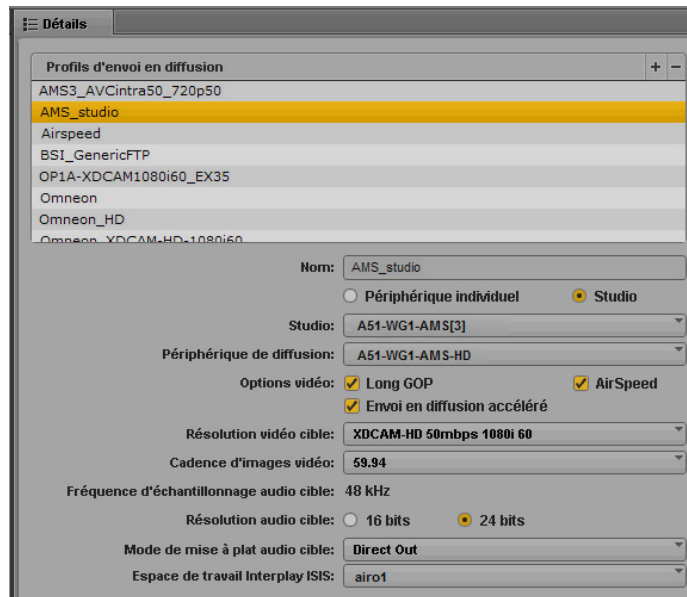 Détails
Profils d'envoi en diffusion + −
AMS3_AVCintra50_720p50
AMS_studio
Airspeed
BSI_GenericFTP
OP1A-XDCAM1080i60_EX35
Omneon
Omneon_HD
Omneon_XDCAM-HD-1080i60
Nom: AMS_studio
Périphérique individuel Studio
Studio: A51-WG1-AMS[3]
Périphérique de diffusion: A51-WG1-AMS-HD
Options vidéo: Long GOP AirSpeed
Envoi en diffusion accéléré
Résolution vidéo cible: XDCAM-HD 50mbps 1080i 60
Cadence d'images vidéo: 59.94
Fréquence d'échantillonnage audio cible: 48 kHz
Résolution audio cible: 16 bits 24 bits
Mode de mise à plat audio cible: Direct Out
Espace de travail Interplay ISIS: airo1